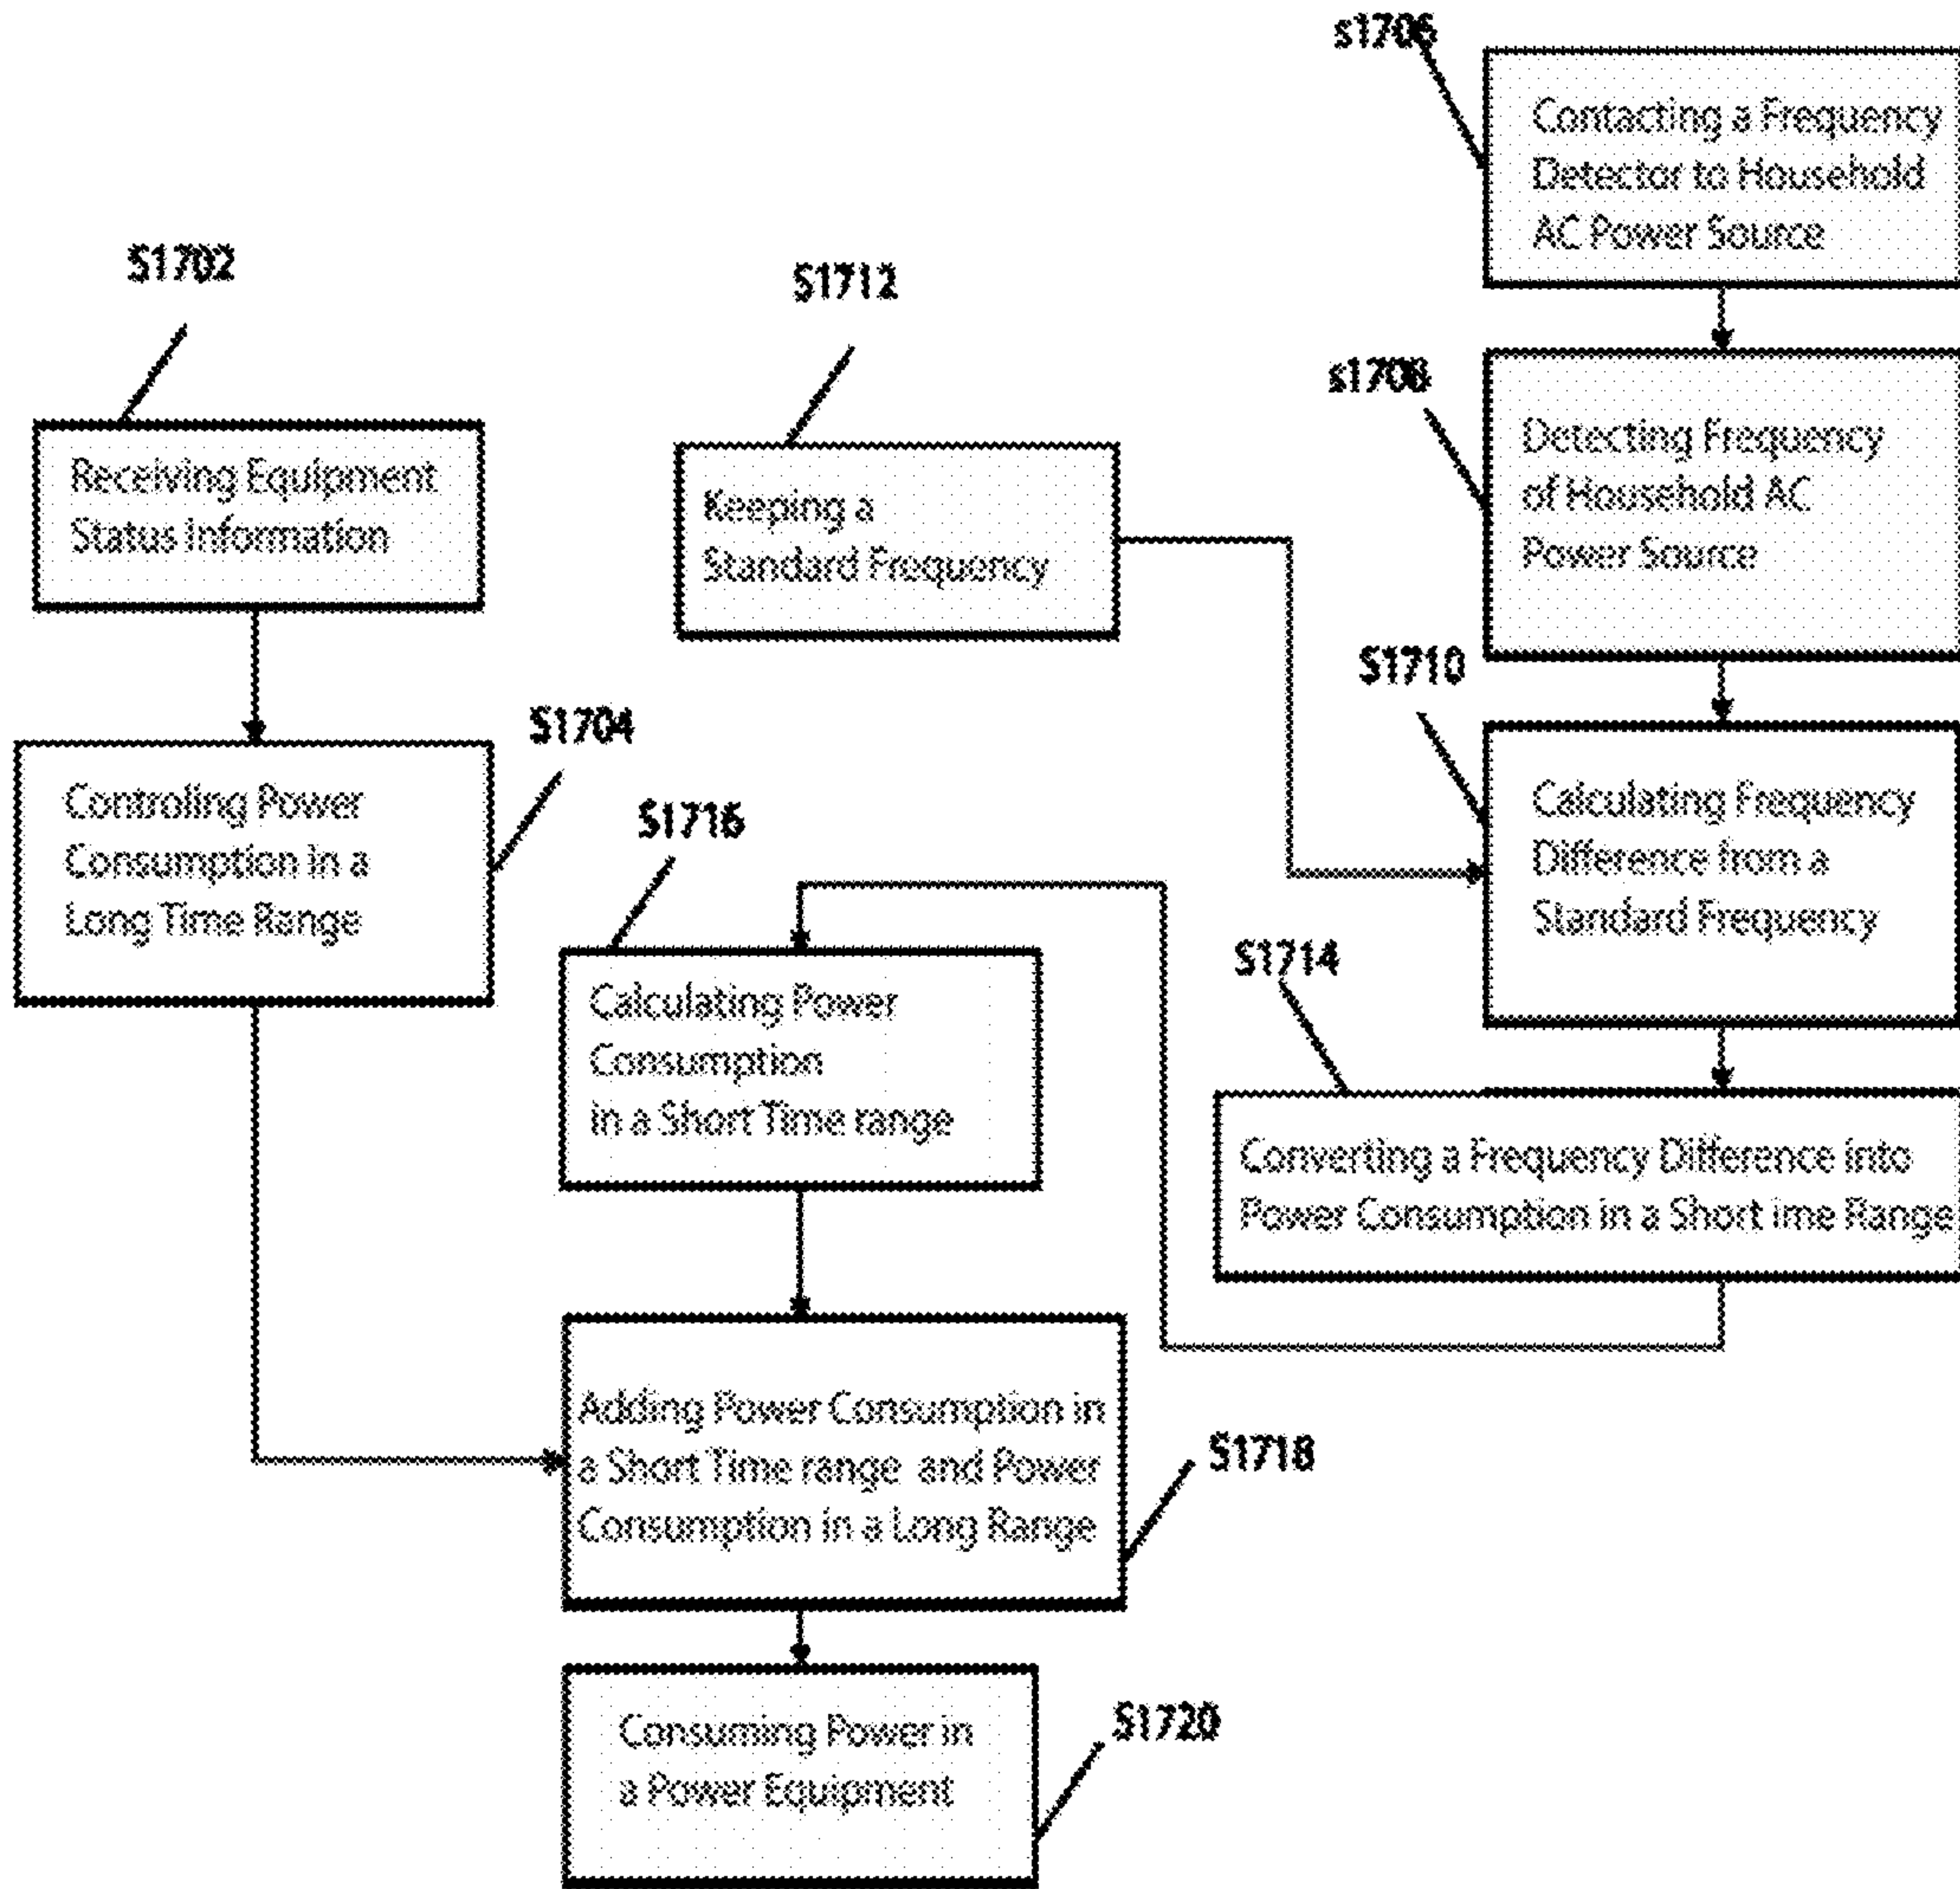 s1706
Contacting a Frequency
Detector to Household
AC Power Source
S1702
Receiving Equipment
Status Information
S1712
Keeping a
Standard Frequency
s1708
Detecting Frequency
of Household AC
Power Source
S1704
Controling Power
Consumption in a
Long Time Range
S1710
Calculating Frequency
Difference from a
Standard Frequency
S1716
Calculating Power
Consumption
in a Short Time range
S1714
Converting a Frequency Difference into
Power Consumption in a Short ime Range
Adding Power Consumption in
a Short Time range and Power
Consumption in a Long Range
S1718
Consuming Power in
a Power Equipment
S1720